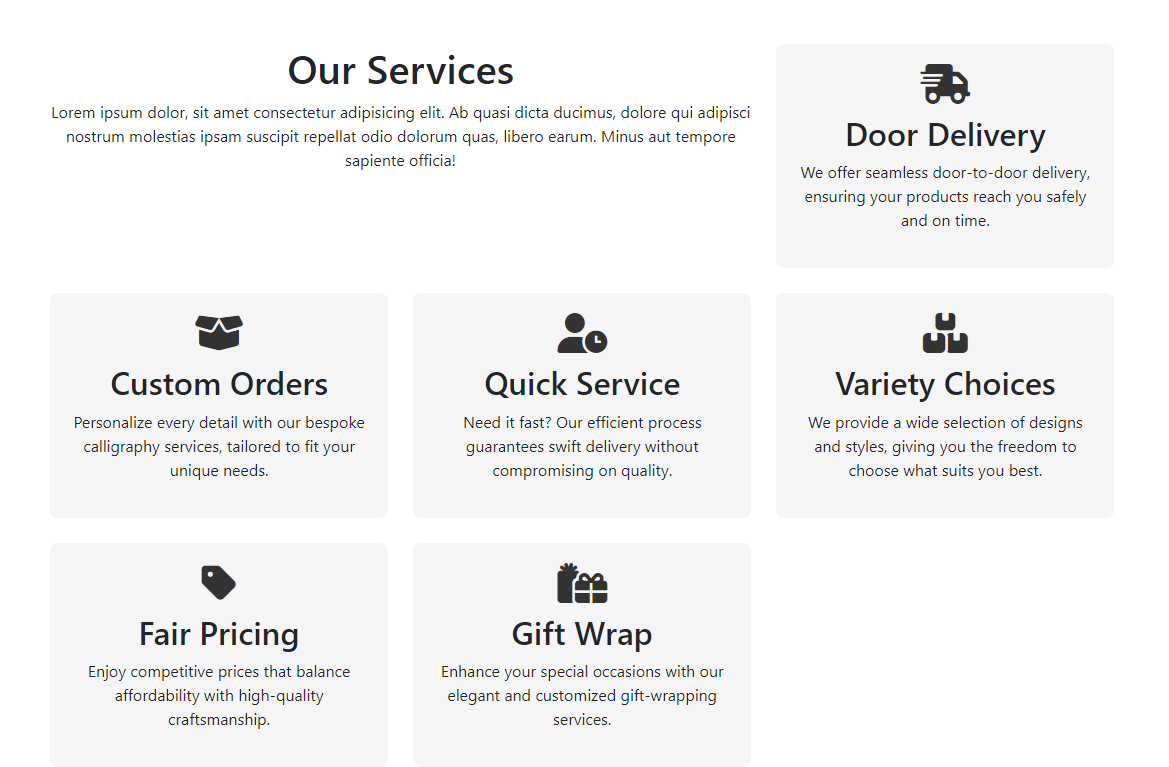 Our Services
Lorem ipsum dolor, sit amet consectetur adipisicing elit. Ab quasi dicta ducimus, dolore qui adipisci
nostrum molestias ipsam suscipit repellat odio dolorum quas, libero earum. Minus aut tempore
sapiente officia!
Door Delivery
We offer seamless door-to-door delivery,
ensuring your products reach you safely
and on time.
Custom Orders
Personalize every detail with our bespoke
calligraphy services, tailored to fit your
unique needs.
Quick Service
Need it fast? Our efficient process
guarantees swift delivery without
compromising on quality.
Variety Choices
We provide a wide selection of designs
and styles, giving you the freedom to
choose what suits you best.
Fair Pricing
Enjoy competitive prices that balance
affordability with high-quality
craftsmanship.
Gift Wrap
Enhance your special occasions with our
elegant and customized gift-wrapping
services.